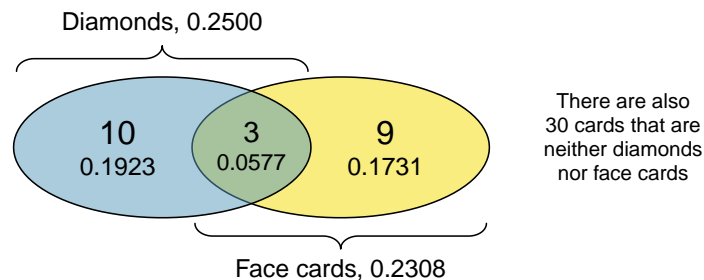 Diamonds, 0.2500
10
0.1923
3
0.0577
9
0.1731
There are also
30 cards that are
neither diamonds
nor face cards
Face cards, 0.2308